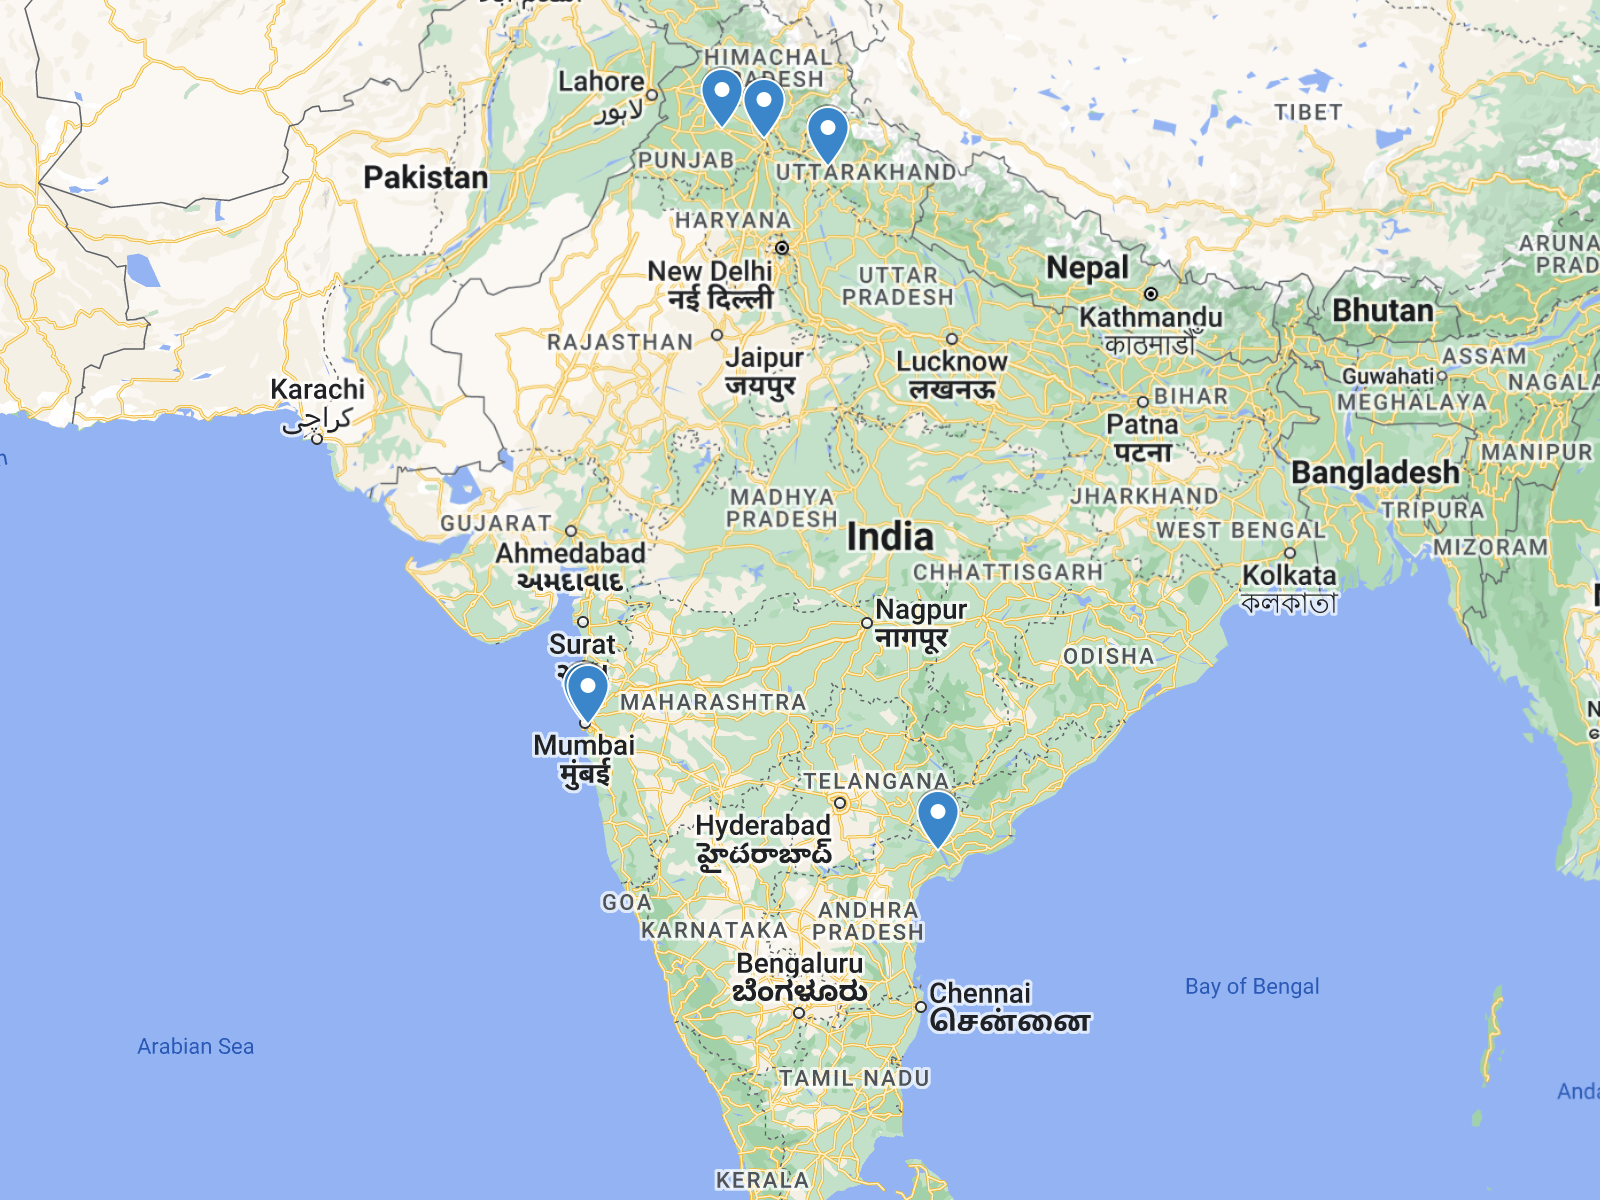 HIMACHAL
PRADESH
Lahore
لاہور
TIBET
PUNJAB
Pakistan
UTTARAKHAND
HARYANA
ARUNA
PRAD
New Delhi
नई दिल्ली
UTTAR
PRADESH
Nepal
Kathmandu
काठमाडौं
Bhutan
RAJASTHAN
Jaipur
जयपुर
Lucknow
लखनऊ
ASSAM
Guwahati
NAGALA
MEGHALAYA
Karachi
کراچی
BIHAR
Patna
पटना
MANIPUR
Bangladesh
MADHYA
PRADESH
JHARKHAND
TRIPURA
GUJARAT
India
WEST BENGAL
MIZORAM
Ahmedabad
અમદાવાદ
CHHATTISGARH
Kolkata
কলকাতা
Nagpur
नागपूर
Surat
ODISHA
MAHARASHTRA
Mumbai
मुंबई
TELANGANA
Hyderabad
హైదరాబాద్
GOA
KARNATAKA
ANDHRA
PRADESH
Bengaluru
ಬೆಂಗಳೂರು
Chennai
சென்னை
Bay of Bengal
Arabian Sea
TAMIL NADU
Anda
KERALA